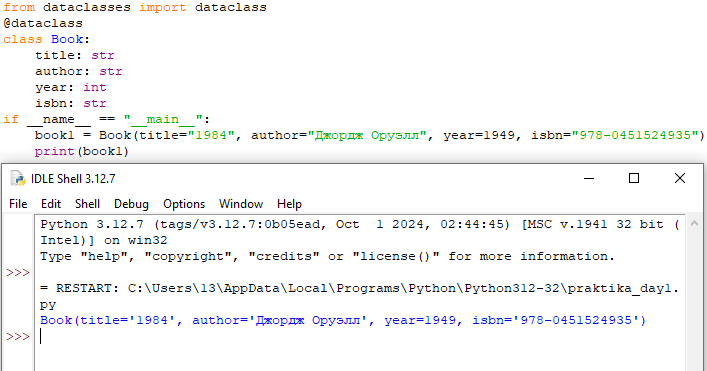 from dataclasses import dataclass
@dataclass
class Book:
    title: str
    author: str
    year: int
    isbn: str
if __name__ == "__main__":
    book1 = Book(title="1984", author="Джордж Оруэлл", year=1949, isbn="978-0451524935")
    print(book1)
IDLE Shell 3.12.7
File Edit Shell Debug Options Window Help
Python 3.12.7 (tags/v3.12.7:0b05ead, Oct  1 2024, 02:44:45) [MSC v.1941 32 bit (
Intel)] on win32
Type "help", "copyright", "credits" or "license()" for more information.
>>>
= RESTART: C:\Users\13\AppData\Local\Programs\Python\Python312-32\praktika_day1.
py
Book(title='1984', author='Джордж Оруэлл', year=1949, isbn='978-0451524935')
>>>